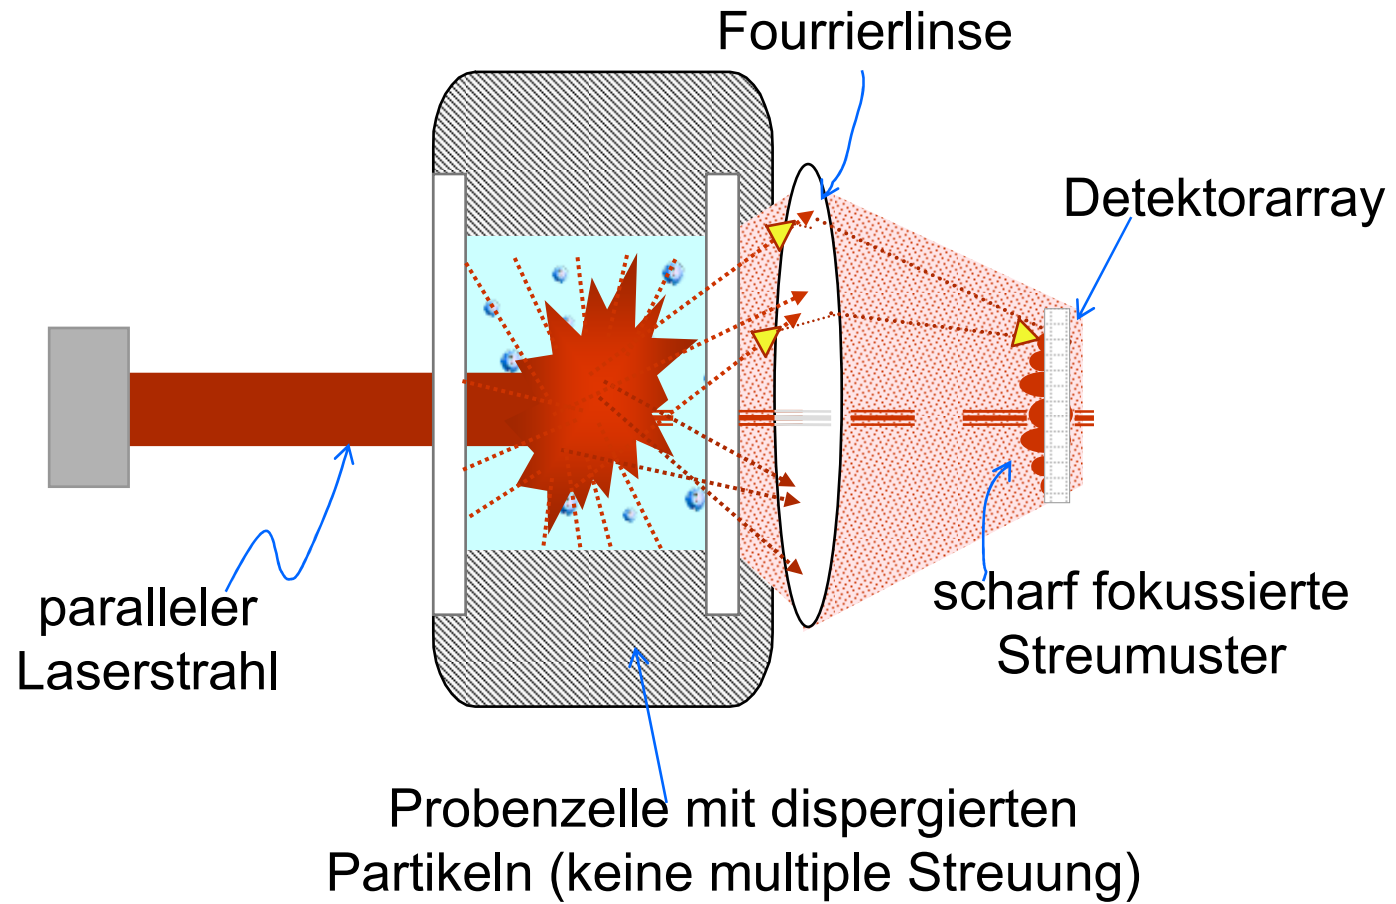 Fourrierlinse
Detektorarray
paralleler
Laserstrahl
scharf fokussierte
Streumuster
Probenzelle mit dispergierten
Partikeln (keine multiple Streuung)